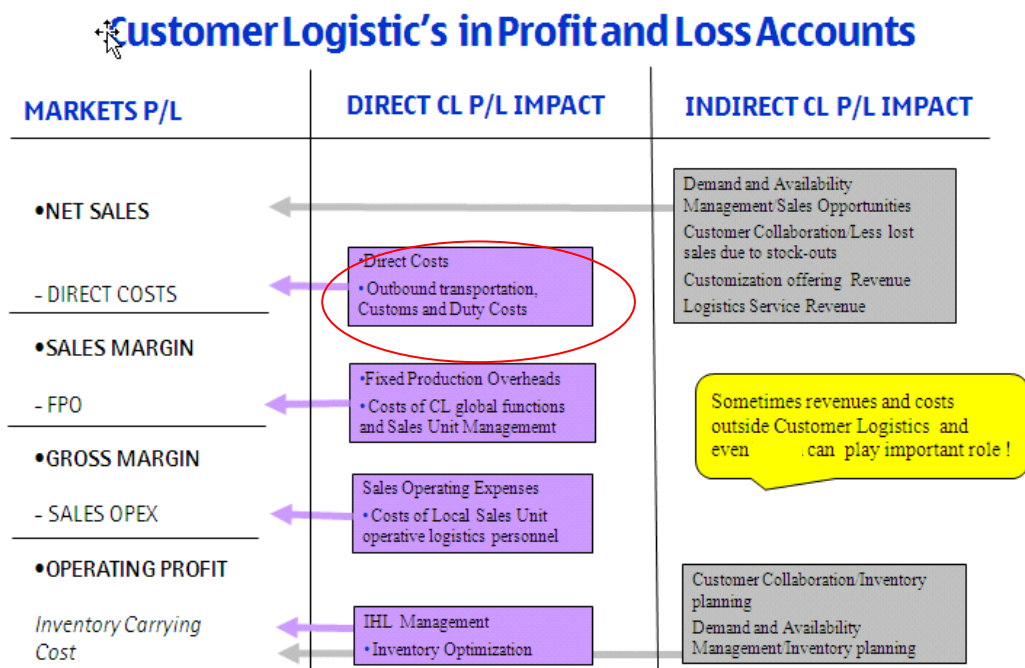 Customer Logistic's in Profit and Loss Accounts
MARKETS P/L
DIRECT CL P/L IMPACT
INDIRECT CL P/L IMPACT
•NET SALES
- DIRECT COSTS
•SALES MARGIN
- FPO
•GROSS MARGIN
- SALES OPEX
•OPERATING PROFIT
Inventory Carrying
Cost
•Direct Costs
•Outbound transportation,
Customs and Duty Costs
•Fixed Production Overheads
•Costs of CL global functions
and Sales Unit Management
Sales Operating Expenses
•Costs of Local Sales Unit
operative logistics personnel
IHL Management
•Inventory Optimization
Demand and Availability
Management/Sales Opportunities
Customer Collaboration/Less lost
sales due to stock-outs
Customization offering Revenue
Logistics Service Revenue
Sometimes revenues and costs
outside Customer Logistics and
even can play important role !
Customer Collaboration/Inventory
planning
Demand and Availability
Management/Inventory planning